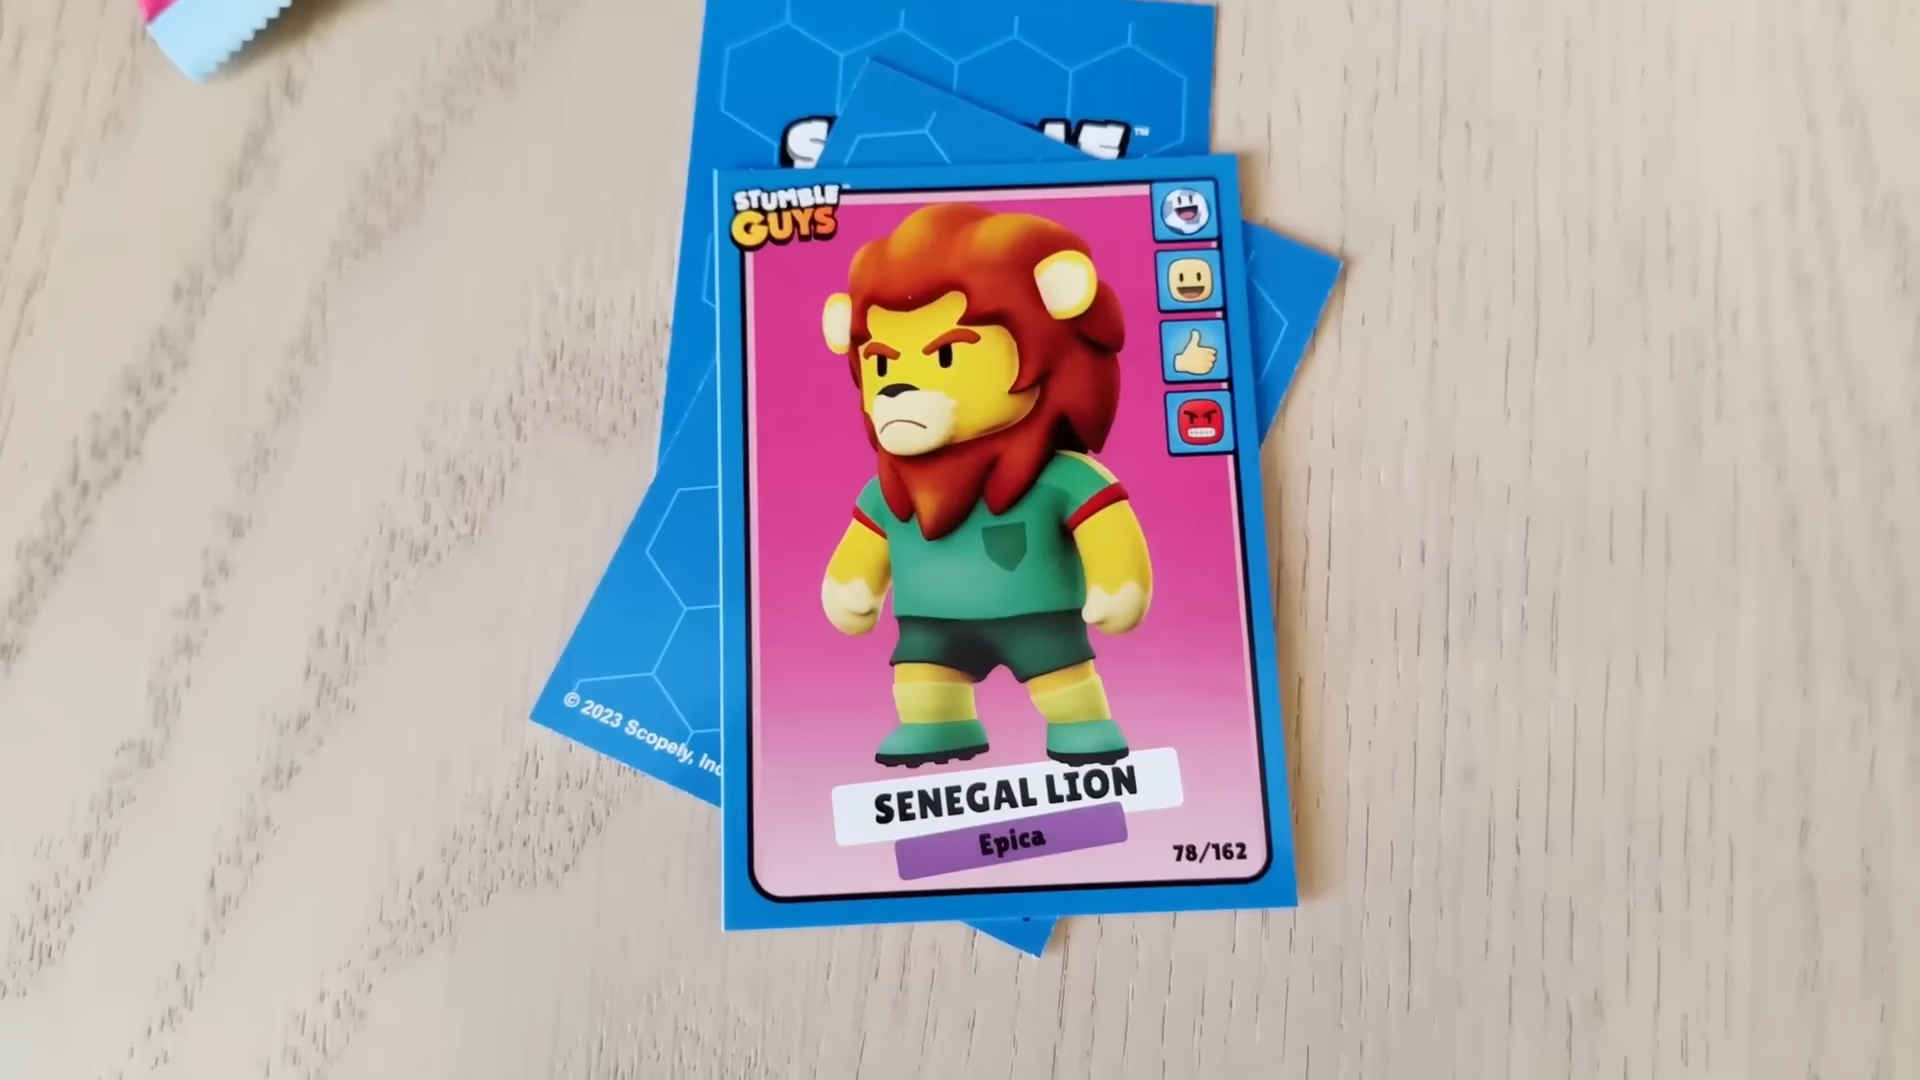 STUMBLE
GUYS
SENEGAL LION
Epica
78/162
© 2023 Scopely, Inc